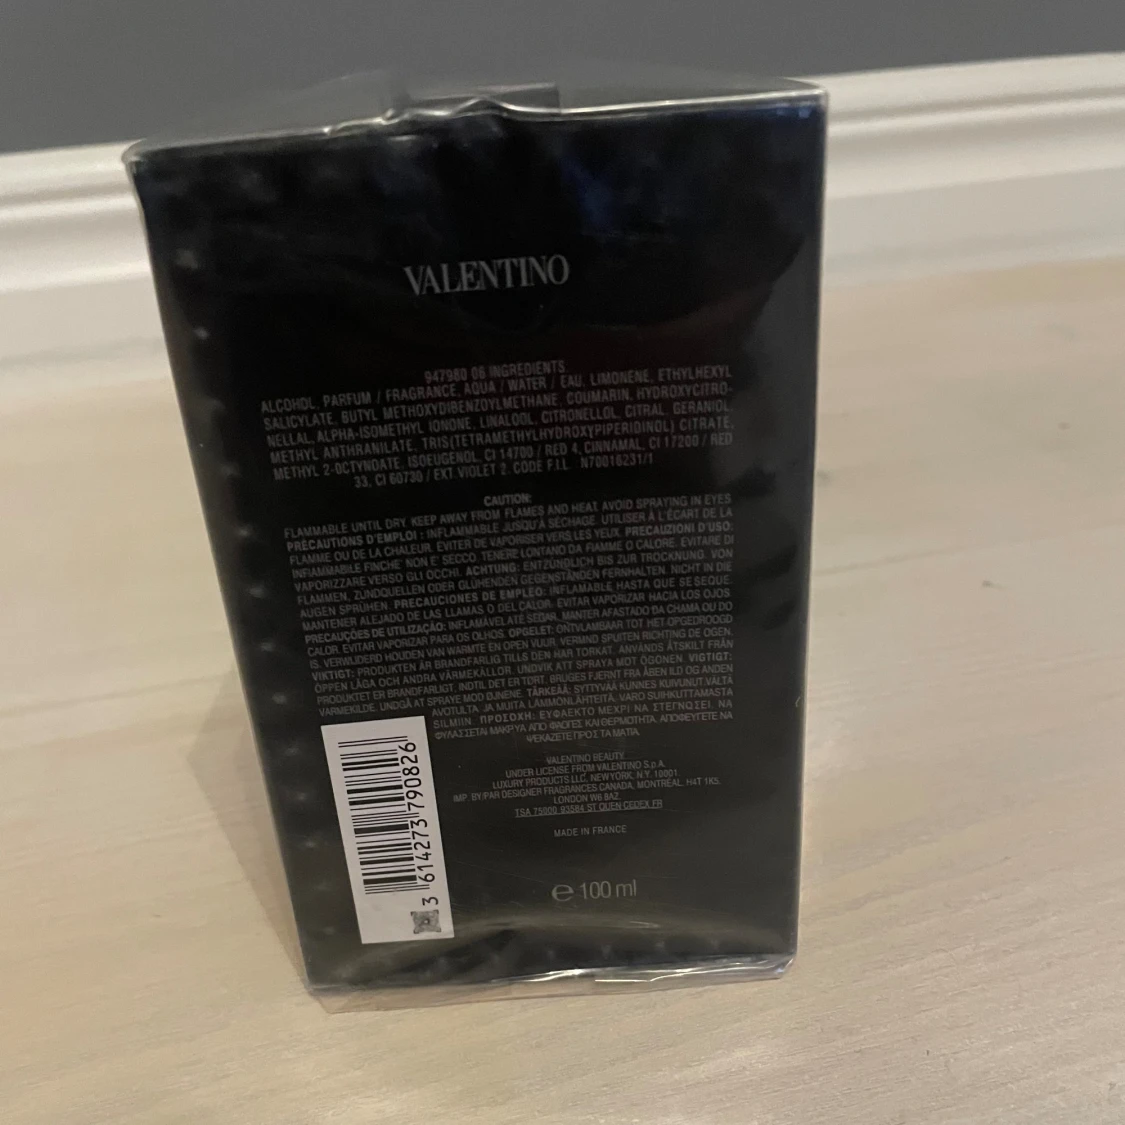 VALENTINO
947980 06 INGREDIENTS
ALCOHOL, PARFUM / FRAGRANCE, AQUA / WATER / EAU, LIMONENE, ETHYLHEXYL
SALICYLATE, BUTYL METHOXYDIBENZOYLMETHANE, COUMARIN, HYDROXYCITRO-
NELLAL, ALPHA-ISOMETHYL IONONE, LINALOOL, CITRONELLOL, CITRAL, GERANIOL,
METHYL ANTHRANILATE, TRIS(TETRAMETHYLHYDROXYPIPERIDINOL) CITRATE,
METHYL 2-OCTYNOATE, ISOEUGENOL, CI 14700 / RED 4, CINNAMAL, CI 17200 / RED
33, CI 60730 / EXT. VIOLET 2. CODE F.I.L. N70016231/1
CAUTION:
FLAMMABLE UNTIL DRY. KEEP AWAY FROM FLAMES AND HEAT. AVOID SPRAYING IN EYES
PRÉCAUTIONS D'EMPLOI : INFLAMMABLE JUSQU'À SÉCHAGE. UTILISER À L'ÉCART DE LA
FLAMME OU DE LA CHALEUR. EVITER DE VAPORISER VERS LES YEUX. PRECAUZIONI D'USO:
INFIAMMABILE FINCHE' NON E' SECCO. TENERE LONTANO DA FIAMME O CALORE. EVITARE DI
VAPORIZZARE VERSO GLI OCCHI. ACHTUNG: ENTZÜNDLICH BIS ZUR TROCKNUNG. VON
FLAMMEN, ZÜNDQUELLEN ODER GLÜHENDEN GEGENSTÄNDEN FERNHALTEN. NICHT IN DIE
AUGEN SPRÜHEN. PRECAUCIONES DE EMPLEO: INFLAMABLE HASTA QUE SE SEQUE.
MANTENER ALEJADO DE LAS LLAMAS O DEL CALOR. EVITAR VAPORIZAR HACIA LOS OJOS
PRECAUÇÕES DE UTILIZAÇÃO: INFLAMÁVEL ATÉ SECAR. MANTER AFASTADO DA CHAMA OU DO
CALOR. EVITAR VAPORIZAR PARA OS OLHOS. OPGELET: ONTVLAMBAAR TOT HET OPGEDROOGD
IS. VERWIJDERD HOUDEN VAN WARMTE EN OPEN VUUR. VERMIJD SPUITEN RICHTING DE OGEN.
VIKTIGT: PRODUKTEN ÄR BRANDFARLIG TILLS DEN HAR TORKAT. ANVÄNDS ÅTSKILT FRÅN
ÖPPEN LÅGA OCH ANDRA VÄRMEKÄLLOR. UNDVIK ATT SPRAYA MOT ÖGONEN. VIGTIGT:
PRODUKTET ER BRANDFARLIGT, INDTIL DET ER TØRT. BRUGES FJERNT FRA ÅBEN ILD OG ANDEN
VARMEKILDE. UNDGÅ AT SPRAYE MOD ØJNENE. TÄRKEÄÄ: SYTTYVÄÄ KUNNES KUIVUNUT. VÄLTÄ
AVOTULTA JA MUITA LÄMMÖNLÄHTEITÄ. VARO SUIHKUTTAMASTA
SILMIIN. ΠΡΟΣΟΧΗ: ΕΥΦΛΕΚΤΟ ΜΕΧΡΙ ΝΑ ΣΤΕΓΝΩΣΕΙ. ΝΑ
ΦΥΛΑΣΣΕΤΑΙ ΜΑΚΡΥΑ ΑΠΟ ΦΛΟΓΕΣ ΚΑΙ ΘΕΡΜΟΤΗΤΑ. ΑΠΟΦΕΥΓΕΤΕ ΝΑ
ΨΕΚΑΖΕΤΕ ΠΡΟΣ ΤΑ ΜΑΤΙΑ.
VALENTINO BEAUTY
UNDER LICENSE FROM VALENTINO S.p.A.
LUXURY PRODUCTS LLC, NEW YORK, N.Y. 10001
IMP. BY/PAR DESIGNER FRAGRANCES CANADA, MONTRÉAL, H4T 1K5.
LONDON W6 8AZ
TSA 75000 93584 ST OUEN CEDEX FR
MADE IN FRANCE
e 100 ml
3 614273 790826